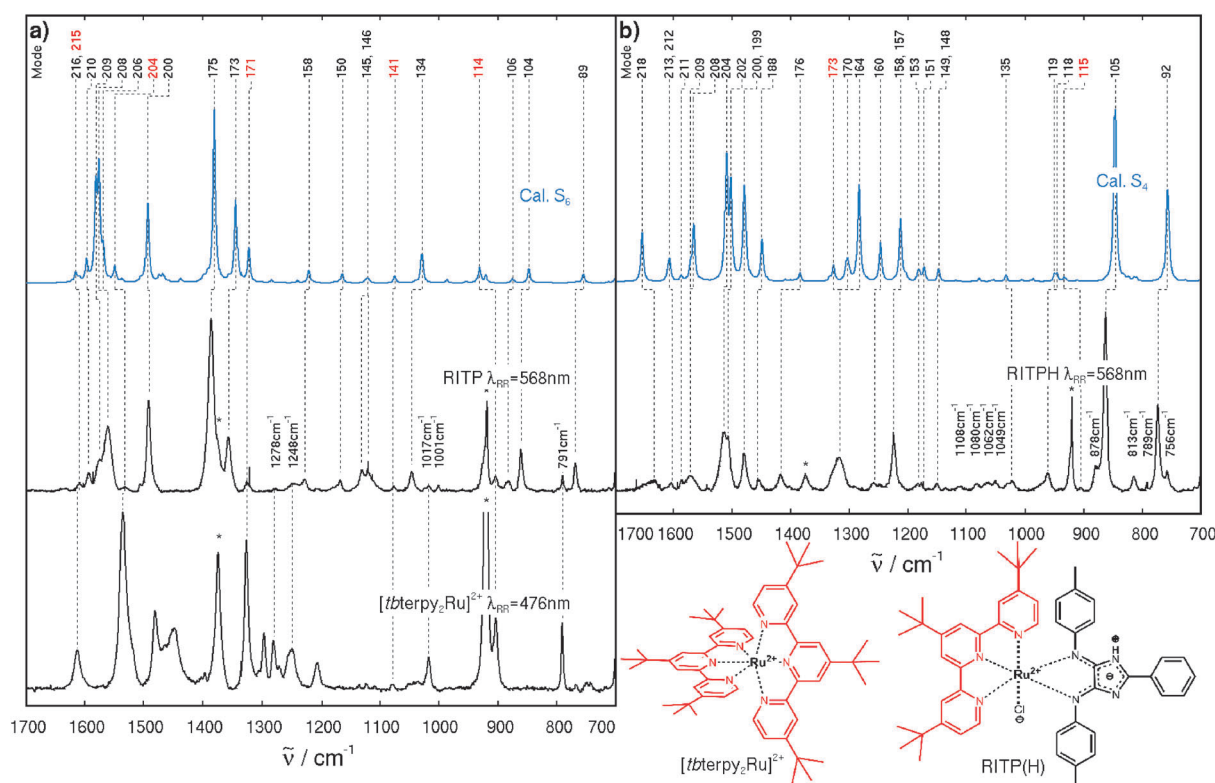 a)
Mode
216, 215
210
209
208
206
204
200
175
173
171
158
150
145, 146
141
134
114
106
104
89
Cal. S6
RITP λRR=568nm
*
*
1278cm-1
1248cm-1
1017cm-1
1001cm-1
791cm-1
*
*
[tbterpy2Ru]2+ λRR=476nm
1700 1600 1500 1400 1300 1200 1100 1000 900 800 700
ṽ / cm-1
b)
Mode
218
213, 212
211
209
208
204
202
200, 199
188
176
173
170
164
160
158, 157
153
151
149, 148
135
119
118
115
105
92
Cal. S4
RITPH λRR=568nm
*
*
1108cm-1
1080cm-1
1062cm-1
1049cm-1
878cm-1
813cm-1
789cm-1
756cm-1
1700 1600 1500 1400 1300 1200 1100 1000 900 800 700
ṽ / cm-1
N
N
N
Ru2+
N
N
N
[tbterpy2Ru]2+
N
N
N
Ru2+
Cl
⊖
N
N
⊕
H
N
⊖
N
RITP(H)